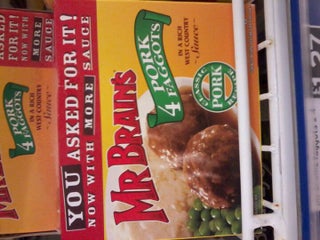 YOU ASKED FOR IT!
NOW WITH MORE SAUCE
MR BRAIN'S
4 PORK
FAGGOTS
IN A RICH
WEST COUNTRY
Sauce
CLASSIC
PORK
ASKED
FOR IT!
NOW WITH
MORE
SAUCE
PORK
4 FAGGOTS
IN A RICH
WEST COUNTRY
Sauce